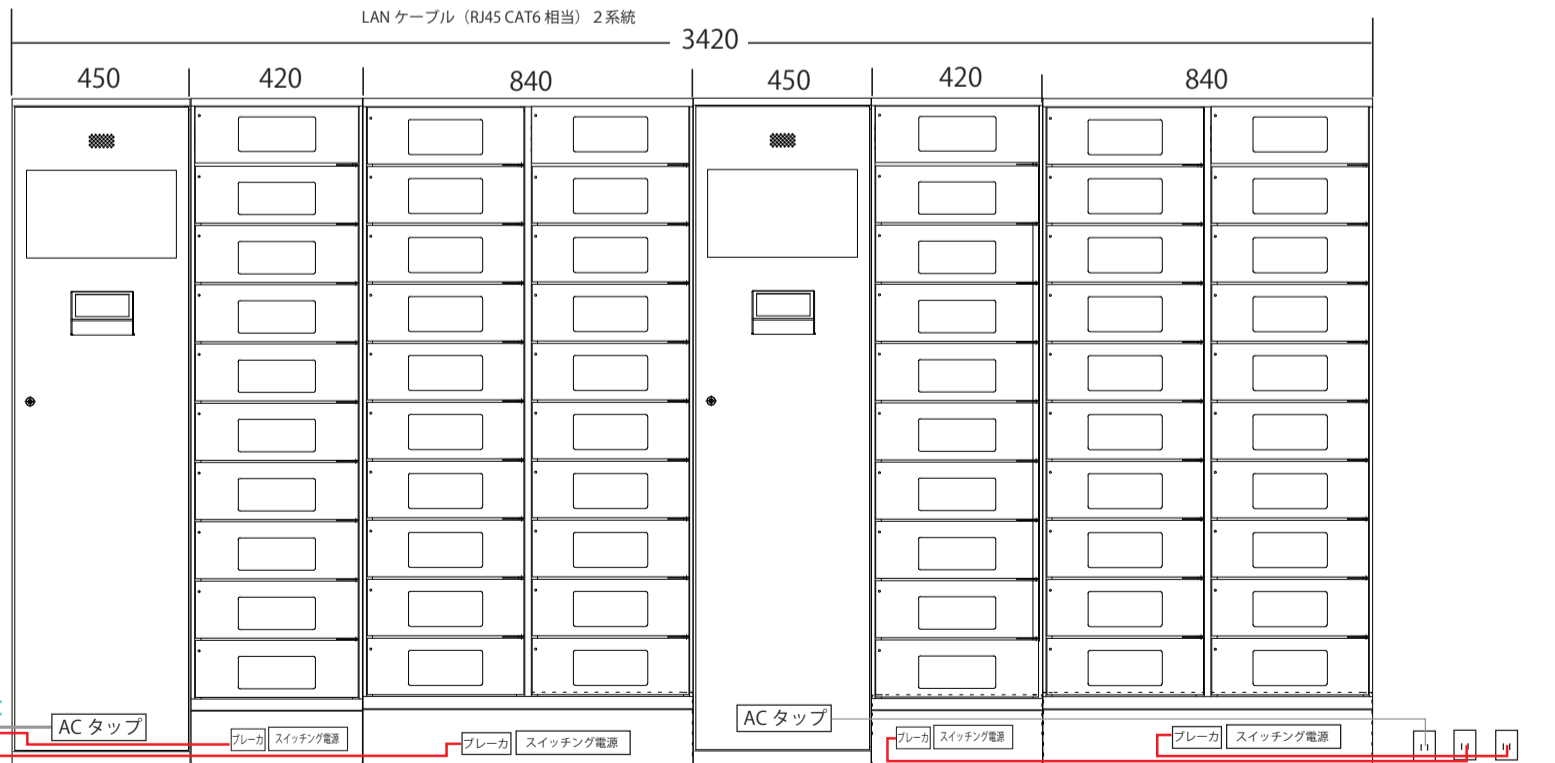 LAN ケーブル（RJ45 CAT6 相当）２系統
3420
450
420
840
450
420
840
AC タップ
ブレーカ
スイッチング電源
ブレーカ
スイッチング電源
AC タップ
ブレーカ
スイッチング電源
ブレーカ
スイッチング電源